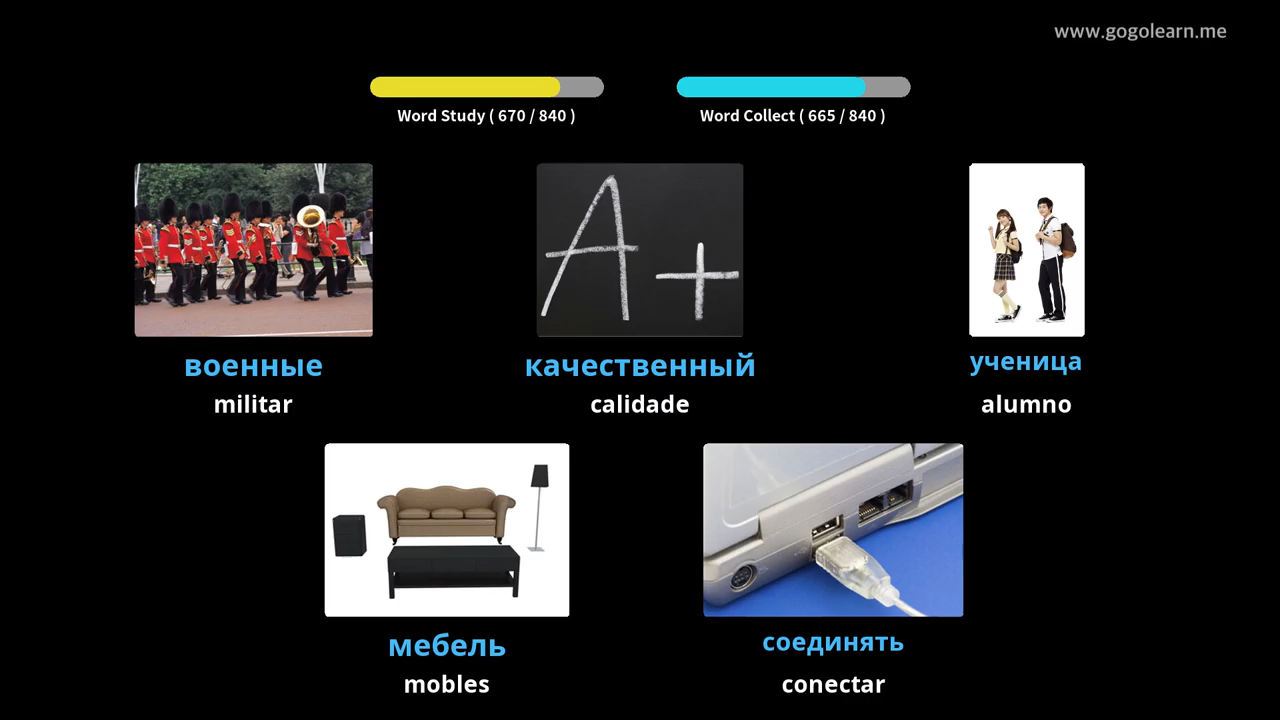 www.gogolearn.me
Word Study ( 670 / 840 )
Word Collect ( 665 / 840 )
A+
военные
militar
качественный
calidade
ученица
alumno
мебель
mobles
соединять
conectar